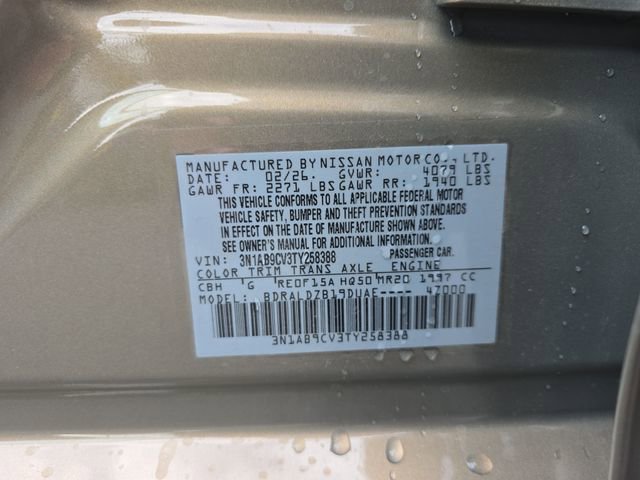 MANUFACTURED BY NISSAN MOTOR CO., LTD.
DATE: 02/26. GVWR: 4079 LBS
GAWR FR: 2271 LBS GAWR RR: 1940 LBS
THIS VEHICLE CONFORMS TO ALL APPLICABLE FEDERAL MOTOR
VEHICLE SAFETY, BUMPER AND THEFT PREVENTION STANDARDS
IN EFFECT ON THE DATE OF MANUFACTURE SHOWN ABOVE.
SEE OWNER'S MANUAL FOR ADDITIONAL INFORMATION.
VIN: 3N1AB9CV3TY258388 PASSENGER CAR.
COLOR TRIM TRANS AXLE ENGINE
CBH G RE0F15A HQ50 MR20 1997 CC
MODEL: BDRALDZB19DUAE---- 47000
3N1AB9CV3TY258388